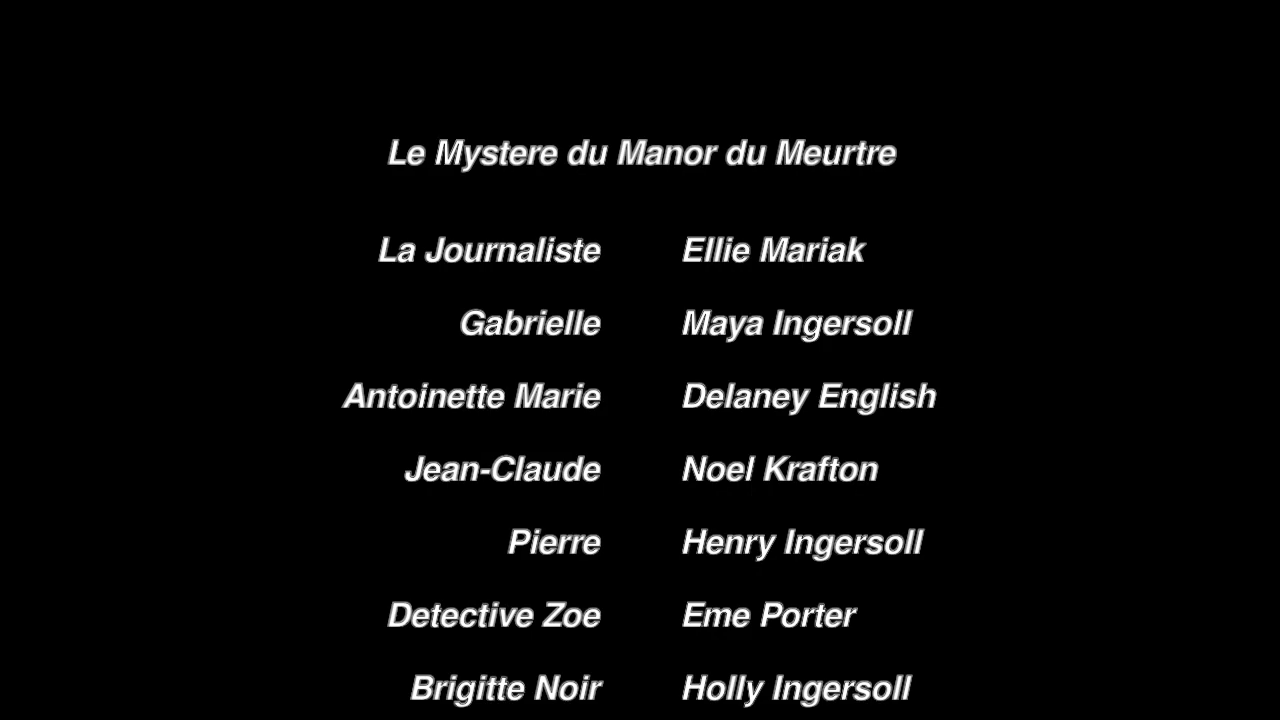 Le Mystere du Manor du Meurtre
La Journaliste Ellie Mariak
Gabrielle Maya Ingersoll
Antoinette Marie Delaney English
Jean-Claude Noel Krafton
Pierre Henry Ingersoll
Detective Zoe Eme Porter
Brigitte Noir Holly Ingersoll